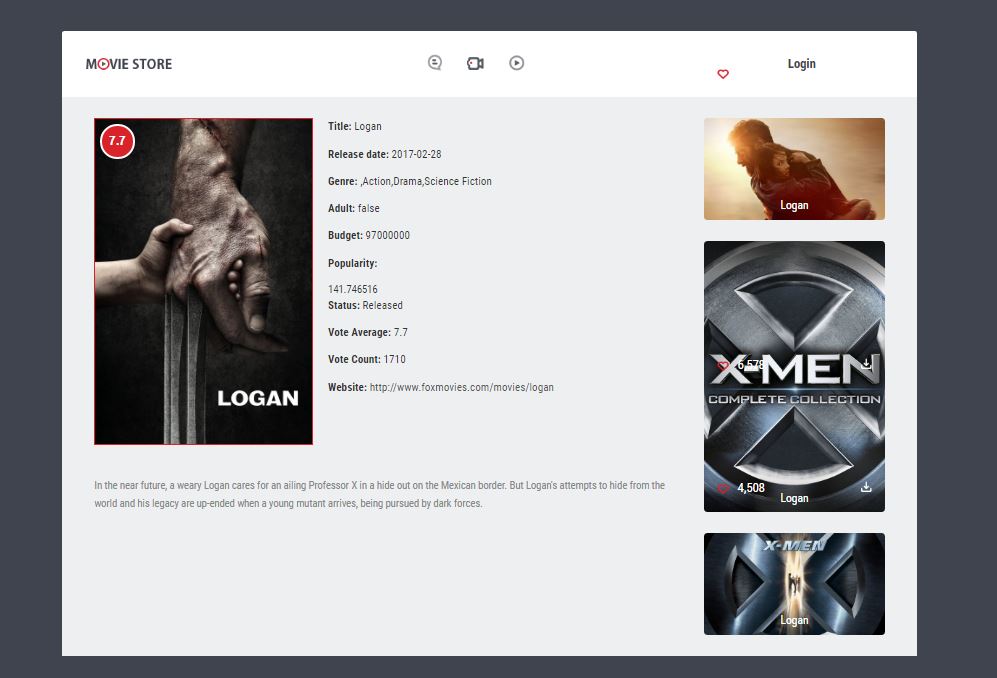 MOVIE STORE
Login
7.7
LOGAN
Title: Logan
Release date: 2017-02-28
Genre: ,Action,Drama,Science Fiction
Adult: false
Budget: 97000000
Popularity:
141.746516
Status: Released
Vote Average: 7.7
Vote Count: 1710
Website: http://www.foxmovies.com/movies/logan
In the near future, a weary Logan cares for an ailing Professor X in a hide out on the Mexican border. But Logan's attempts to hide from the
world and his legacy are up-ended when a young mutant arrives, being pursued by dark forces.
Logan
6,578
X-MEN
COMPLETE COLLECTION
4,508
Logan
X-MEN
Logan